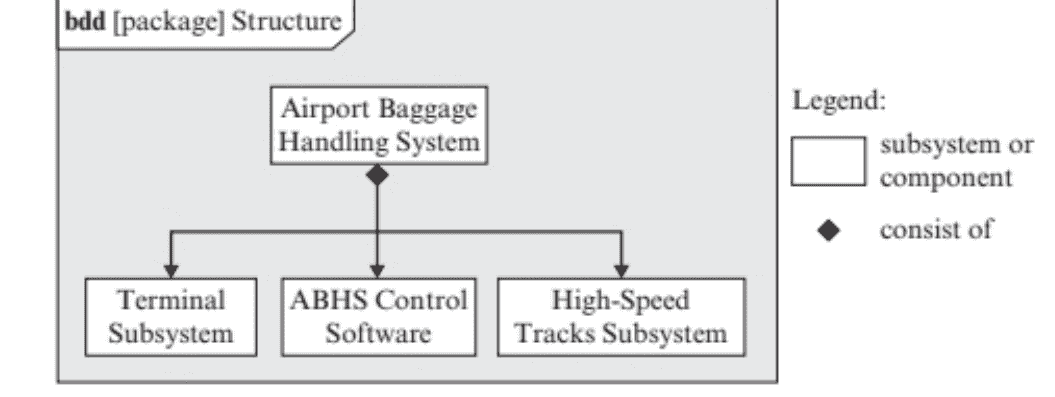 bdd [package] Structure
Airport Baggage
Handling System
Legend:
subsystem or
component
consist of
Terminal
Subsystem
ABHS Control
Software
High-Speed
Tracks Subsystem